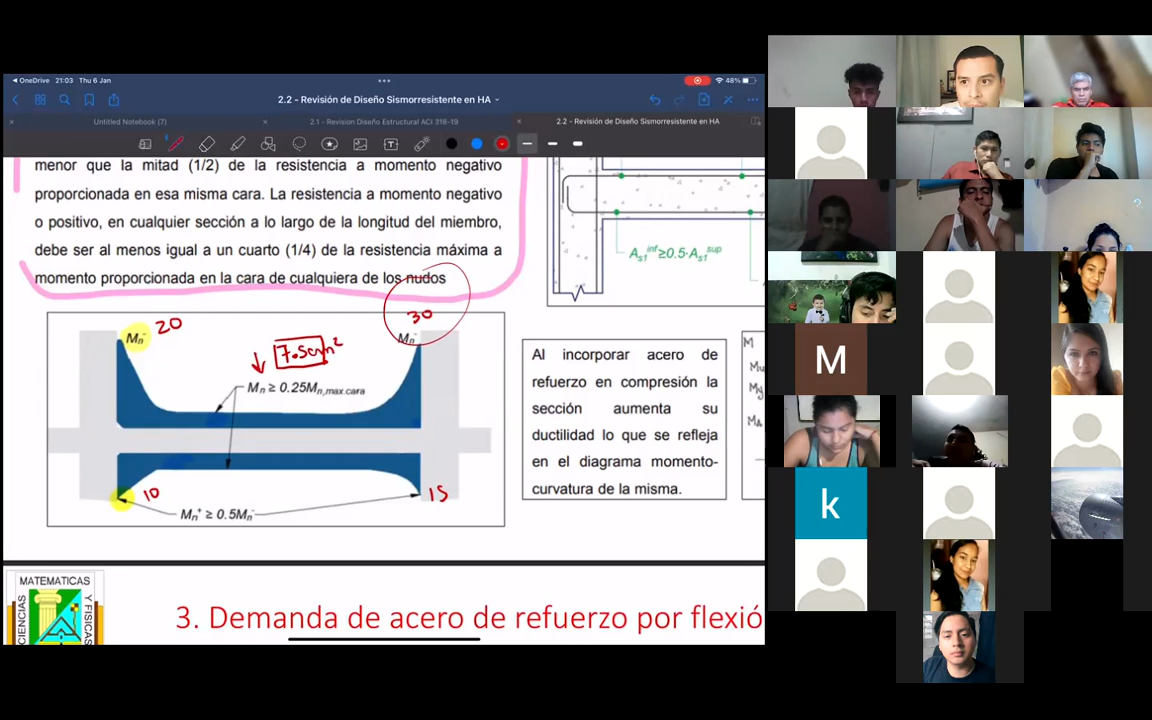 OneDrive 21:03 Thu 6 Jan
48%
2.2 - Revisión de Diseño Sismorresistente en HA
Untitled Notebook (7)
2.1 - Revision Diseño Estructural ACI 318-19
2.2 - Revisión de Diseño Sismorresistente en HA
menor que la mitad (1/2) de la resistencia a momento negativo
proporcionada en esa misma cara. La resistencia a momento negativo
o positivo, en cualquier sección a lo largo de la longitud del miembro,
debe ser al menos igual a un cuarto (1/4) de la resistencia máxima a
momento proporcionada en la cara de cualquiera de los nudos
As1^inf≥0.5·As1^sup
Mn⁻ 20
30
Mn⁻
7.5cm²
Mn ≥ 0.25Mn,max.cara
10
15
Mn⁺ ≥ 0.5Mn⁻
Al incorporar acero de
refuerzo en compresión la
sección aumenta su
ductilidad lo que se refleja
en el diagrama momento-
curvatura de la misma.
M
MATEMATICAS
Y FISICAS
CIENCIAS
3. Demanda de acero de refuerzo por flexió
M
k